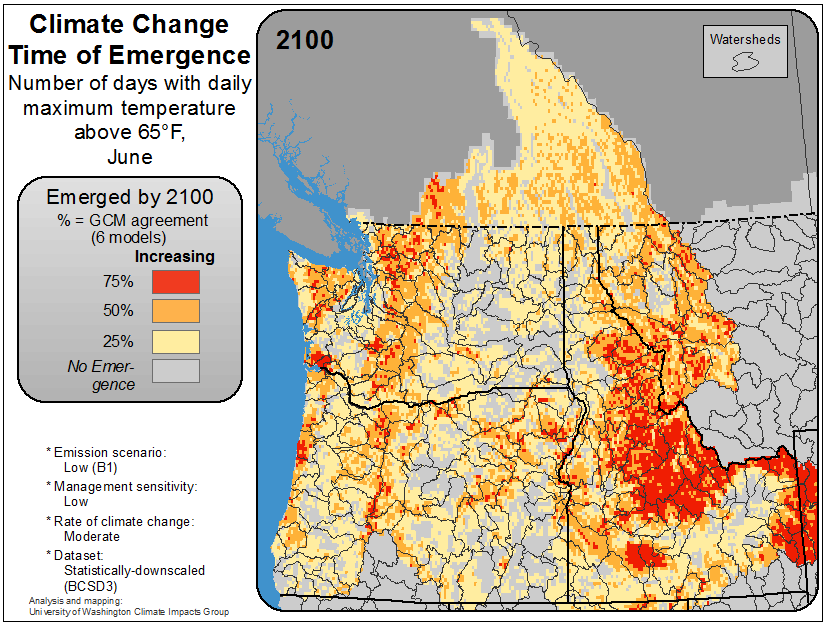 Climate Change
Time of Emergence
Number of days with daily
maximum temperature
above 65°F,
June
Emerged by 2100
% = GCM agreement
(6 models)
Increasing
75%
50%
25%
No Emer-
gence
* Emission scenario:
Low (B1)
* Management sensitivity:
Low
* Rate of climate change:
Moderate
* Dataset:
Statistically-downscaled
(BCSD3)
Analysis and mapping:
University of Washington Climate Impacts Group
2100
Watersheds